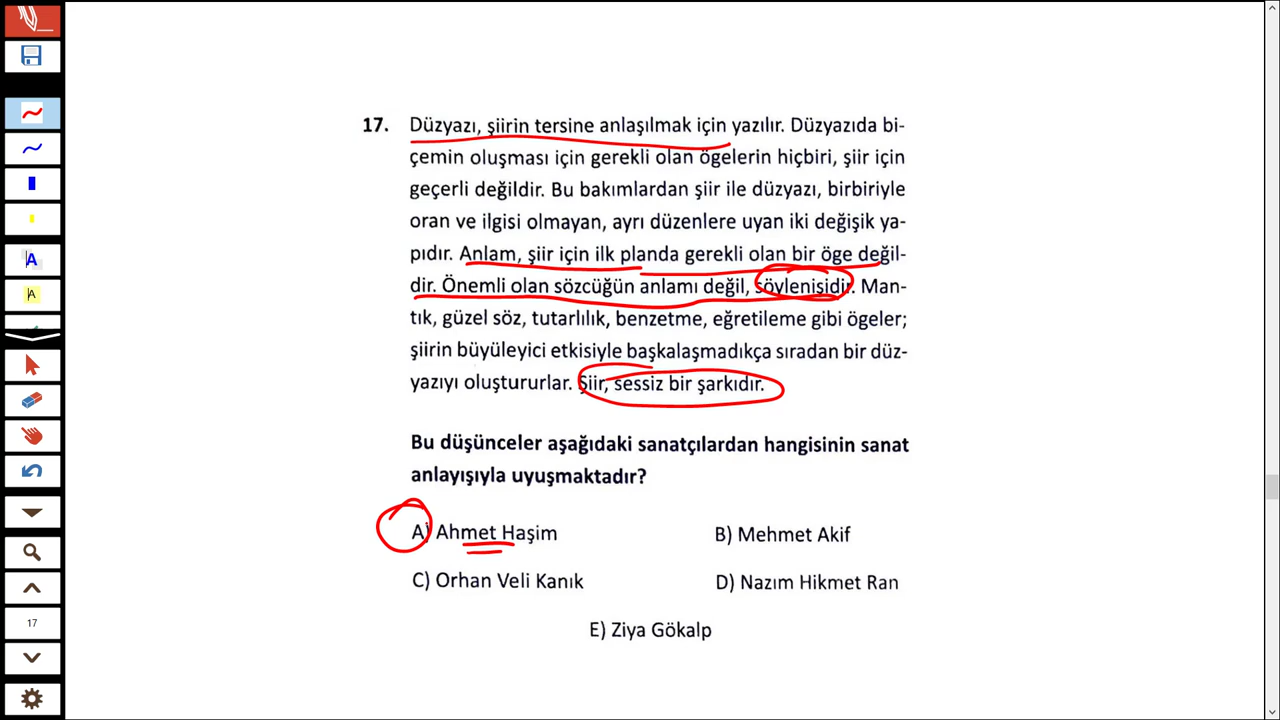 17. Düzyazı, şiirin tersine anlaşılmak için yazılır. Düzyazıda bi-
çemin oluşması için gerekli olan ögelerin hiçbiri, şiir için
geçerli değildir. Bu bakımlardan şiir ile düzyazı, birbiriyle
oran ve ilgisi olmayan, ayrı düzenlere uyan iki değişik ya-
pıdır. Anlam, şiir için ilk planda gerekli olan bir öge değil-
dir. Önemli olan sözcüğün anlamı değil, söylenişidir. Man-
tık, güzel söz, tutarlılık, benzetme, eğretileme gibi ögeler;
şiirin büyüleyici etkisiyle başkalaşmadıkça sıradan bir düz-
yazıyı oluştururlar. Şiir, sessiz bir şarkıdır.
Bu düşünceler aşağıdaki sanatçılardan hangisinin sanat
anlayışıyla uyuşmaktadır?
A) Ahmet Haşim
B) Mehmet Akif
C) Orhan Veli Kanık
D) Nazım Hikmet Ran
E) Ziya Gökalp
A
A
17